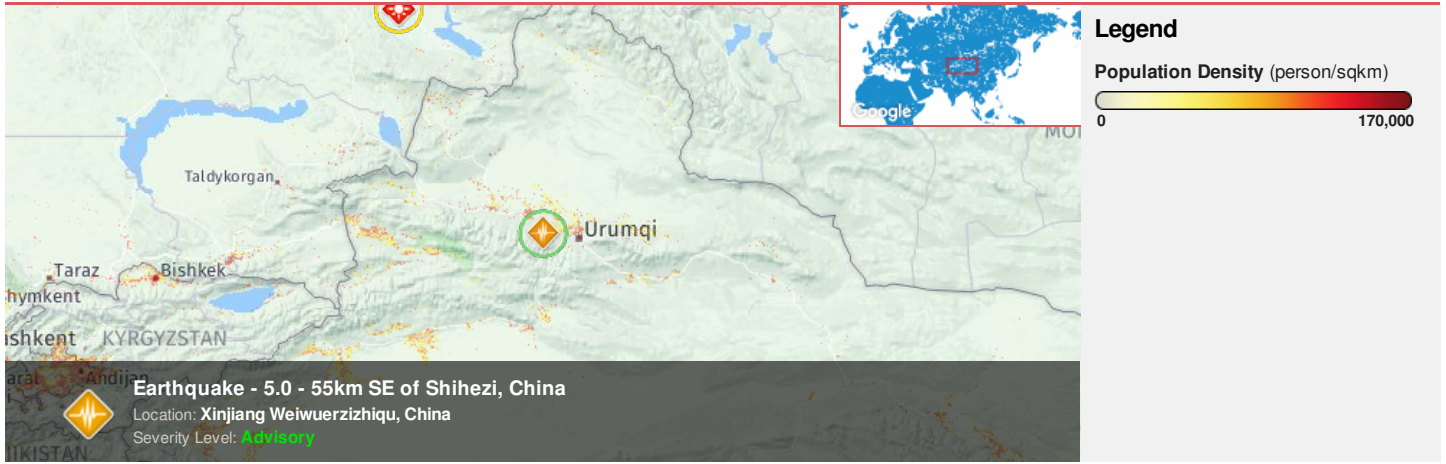 Taldykorgan
Urumqi
Taraz
Bishkek
hymkent
ishkent
KYRGYZSTAN
Andijan
Google
Earthquake - 5.0 - 55km SE of Shihezi, China
Location: Xinjiang Weiwuerzizhiqu, China
Severity Level: Advisory
Legend
Population Density (person/sqkm)
0 170,000